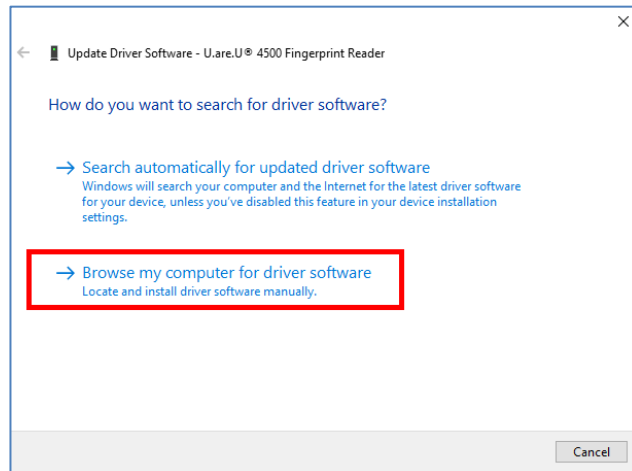 Update Driver Software - U.are.U® 4500 Fingerprint Reader
How do you want to search for driver software?
Search automatically for updated driver software
Windows will search your computer and the Internet for the latest driver software
for your device, unless you've disabled this feature in your device installation
settings.
Browse my computer for driver software
Locate and install driver software manually.
Cancel